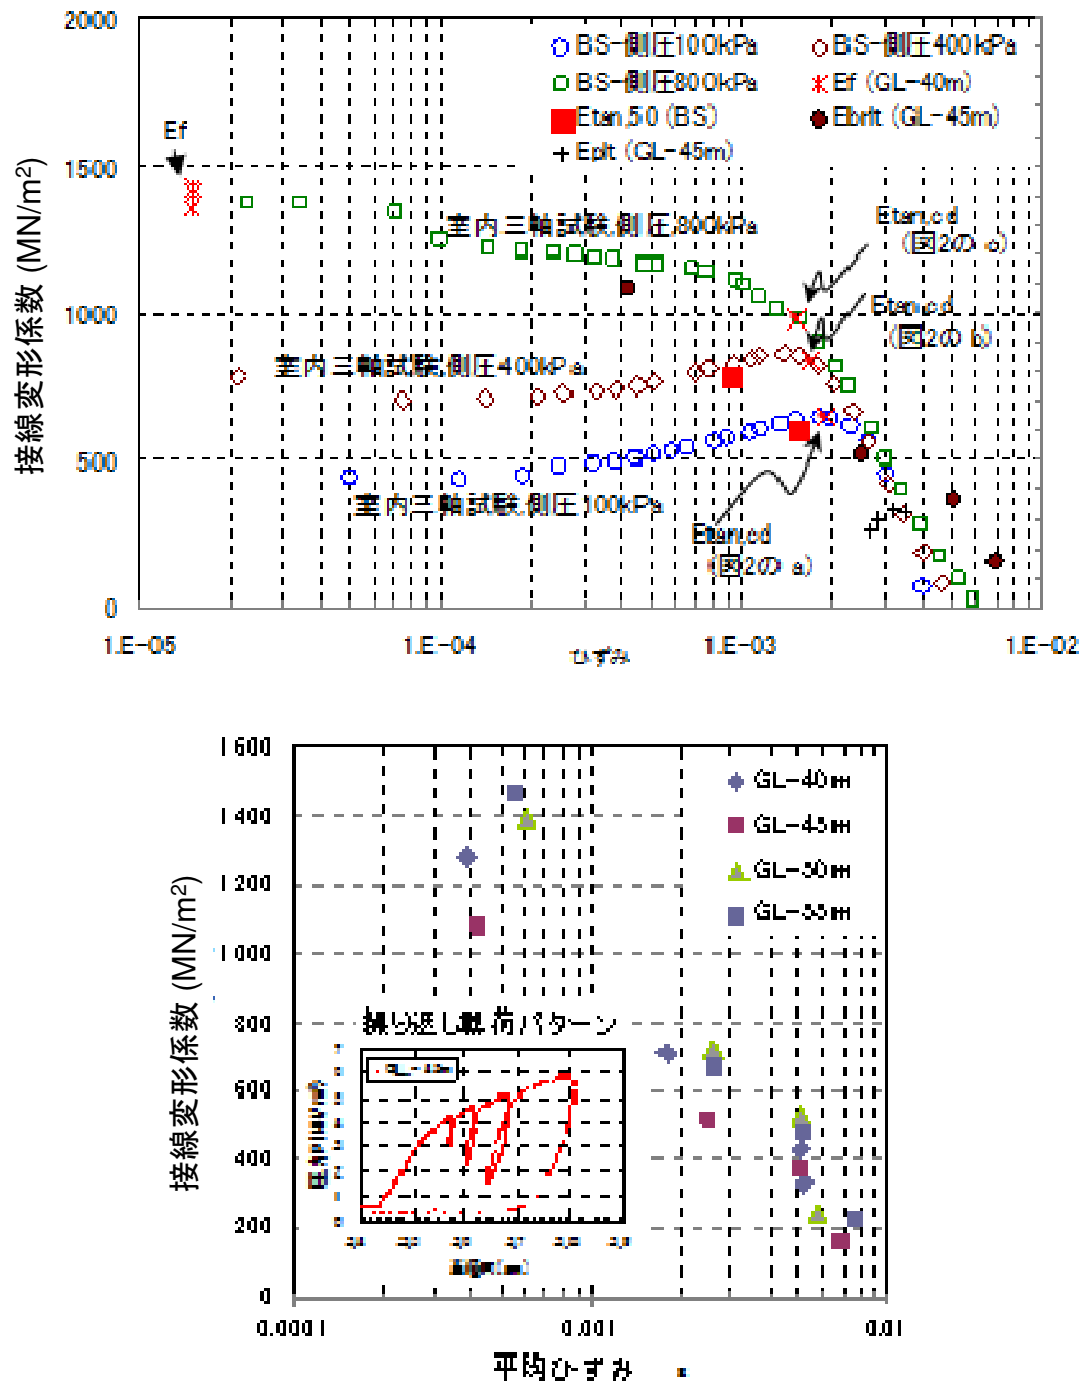 2000
BS-側圧100kPa
BS-側圧400kPa
BS-側圧800kPa
Ef (GL-40m)
Etan,50 (BS)
Ebrit (GL-45m)
Eplt (GL-45m)
Ef
1500
室内三軸試験,側圧,800kPa
Etan,cd
(図2の c)
1000
Etan,cd
(図2の b)
室内三軸試験,側圧400kPa
500
室内三軸試験,側圧100kPa
Etan,cd
(図2の a)
0
接線変形係数 (MN/m²)
1.E-05
1.E-04
1.E-03
1.E-02
ひずみ
1600
GL-40m
GL-45m
GL-50m
GL-55m
1400
1200
1000
800
600
400
200
0
接線変形係数 (MN/m²)
繰り返し載荷パターン
0.0001
0.001
0.01
平均ひずみ